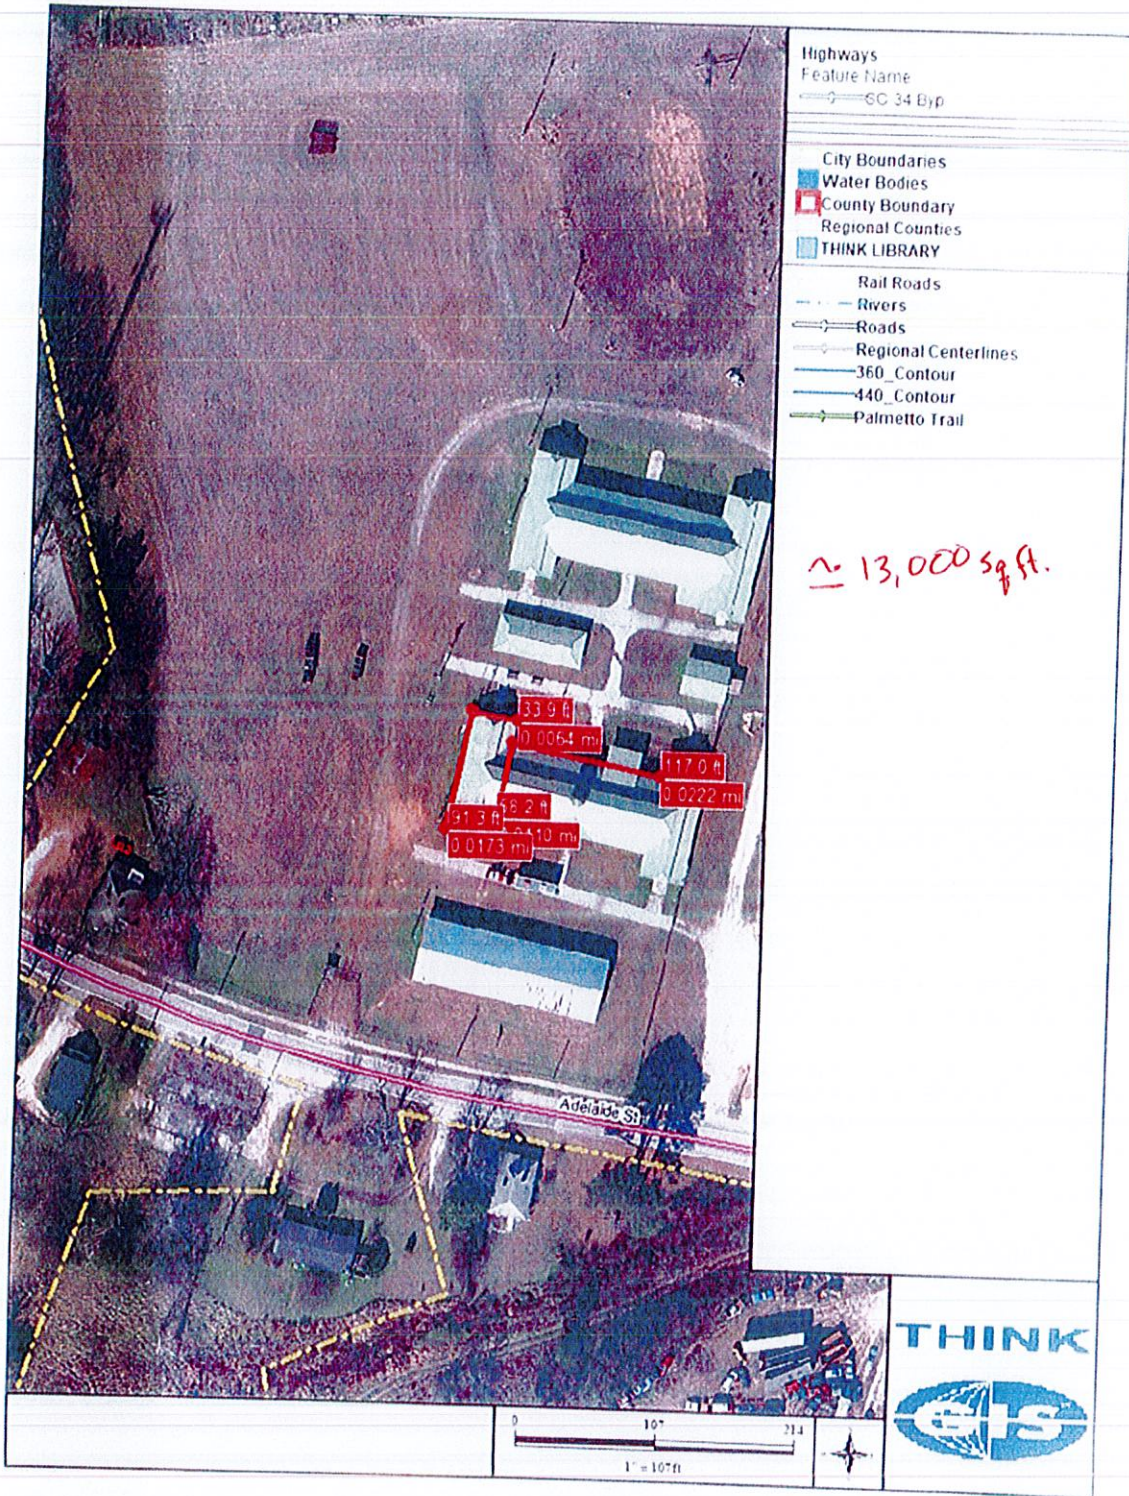 Highways
Feature Name
SC 34 Byp
City Boundaries
Water Bodies
County Boundary
Regional Counties
THINK LIBRARY
Rail Roads
Rivers
Roads
Regional Centerlines
360_Contour
440_Contour
Palmetto Trail
≃ 13,000 sq ft.
33.9 ft
0.0064 mi
117.0 ft
0.0222 mi
58.2 ft
91.3 ft
0.0173 mi
Adelaide St
THINK
GIS
0 107 214
1" = 107ft